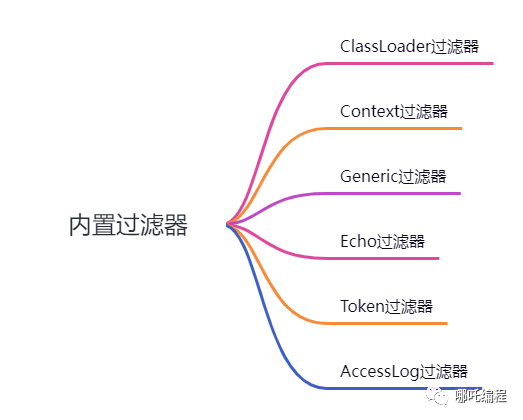 ClassLoader过滤器
Context过滤器
Generic过滤器
内置过滤器
Echo过滤器
Token过滤器
AccessLog过滤器
哪吒编程